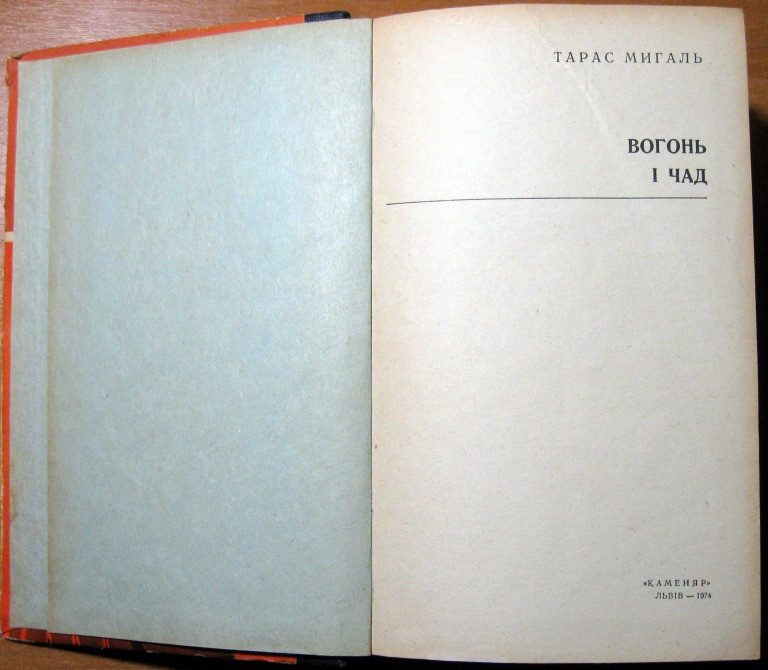 ТАРАС МИГАЛЬ
ВОГОНЬ
І ЧАД
«КАМЕНЯР»
ЛЬВІВ — 1974